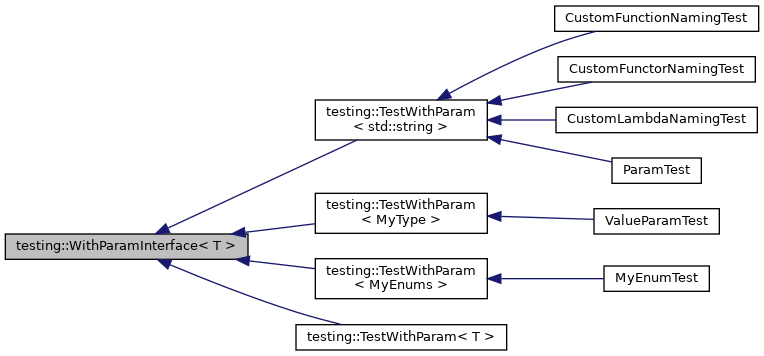 CustomFunctionNamingTest
CustomFunctorNamingTest
testing::TestWithParam
< std::string >
CustomLambdaNamingTest
ParamTest
testing::TestWithParam
< MyType >
ValueParamTest
testing::WithParamInterface< T >
testing::TestWithParam
< MyEnums >
MyEnumTest
testing::TestWithParam< T >